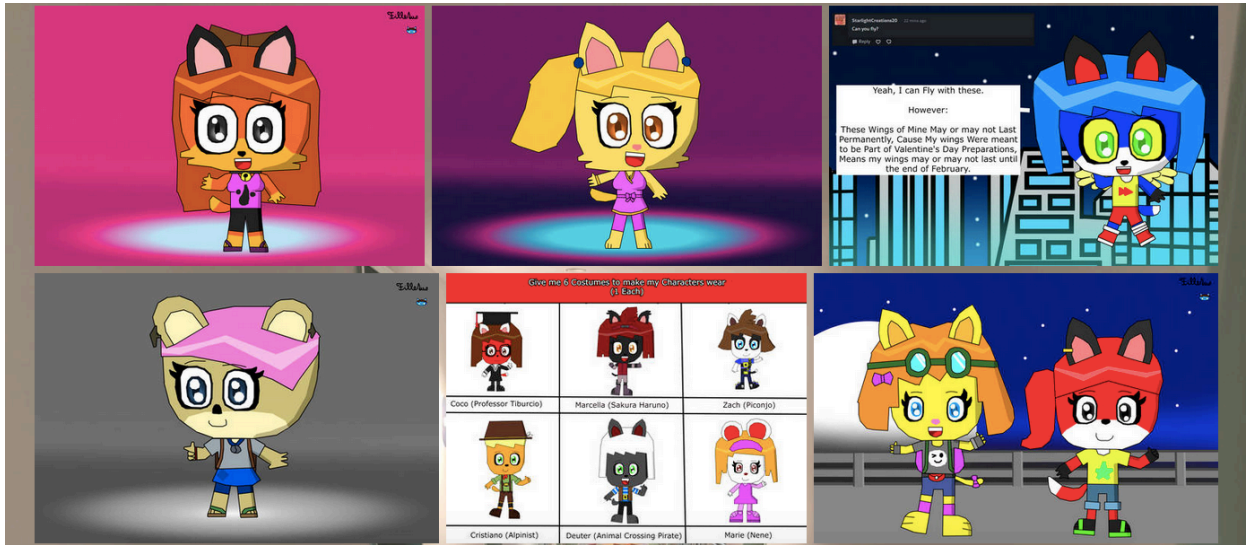 StarlightCreations20 22 mins ago
Can you Fly?
Reply
Yeah, I can Fly with these.
However:
These Wings of Mine May or may not Last
Permanently, Cause My wings Were meant
to be Part of Valentine's Day Preparations,
Means my wings may or may not last until
the end of February.
Give me 6 Costumes to make my Characters wear
(1 Each)
Coco (Professor Tiburcio)
Marcella (Sakura Haruno)
Zach (Piconjo)
Cristiano (Alpinist)
Deuter (Animal Crossing Pirate)
Marie (Nene)